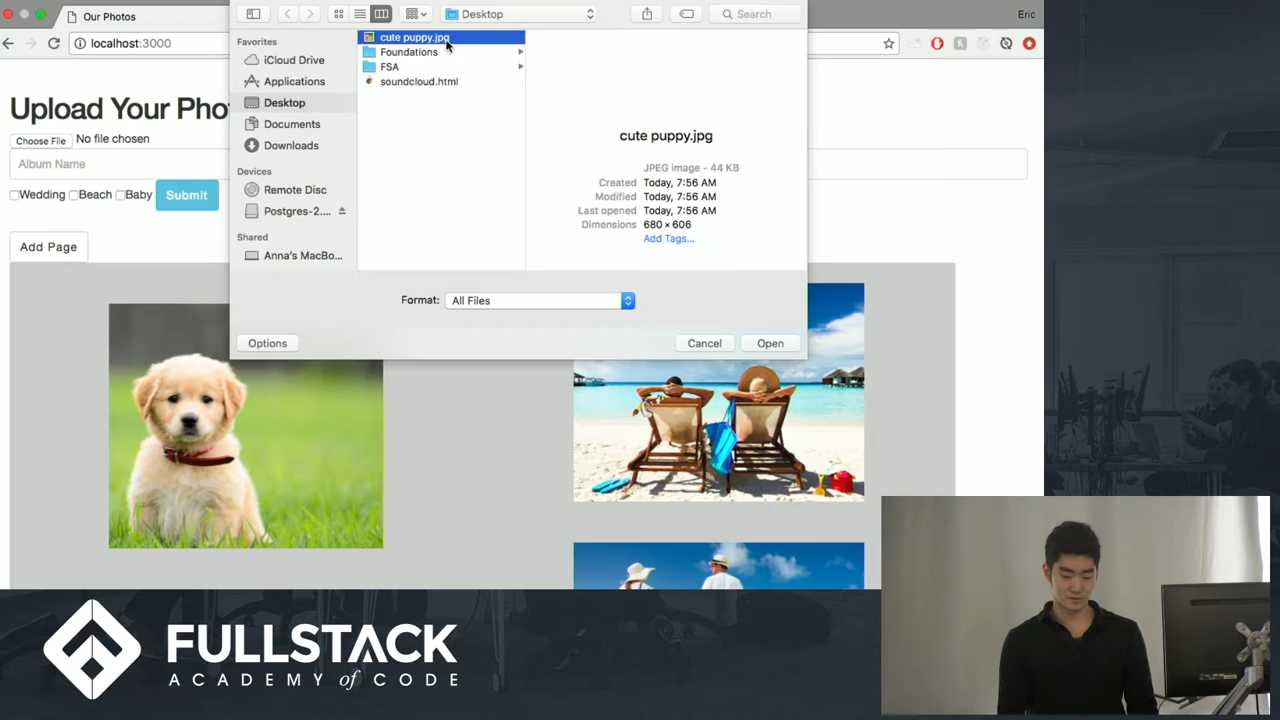 Our Photos
Desktop
Search
Eric
localhost:3000
Upload Your Pho
Choose File No file chosen
Album Name
Wedding Beach Baby Submit
Add Page
Favorites
iCloud Drive
Applications
Desktop
Documents
Downloads
Devices
Remote Disc
Postgres-2....
Shared
Anna's MacBo...
cute puppy.jpg
Foundations
FSA
soundcloud.html
cute puppy.jpg
JPEG image - 44 KB
Created Today, 7:56 AM
Modified Today, 7:56 AM
Last opened Today, 7:56 AM
Dimensions 680 × 606
Add Tags...
Format: All Files
Options
Cancel
Open
FULLSTACK
ACADEMY of CODE